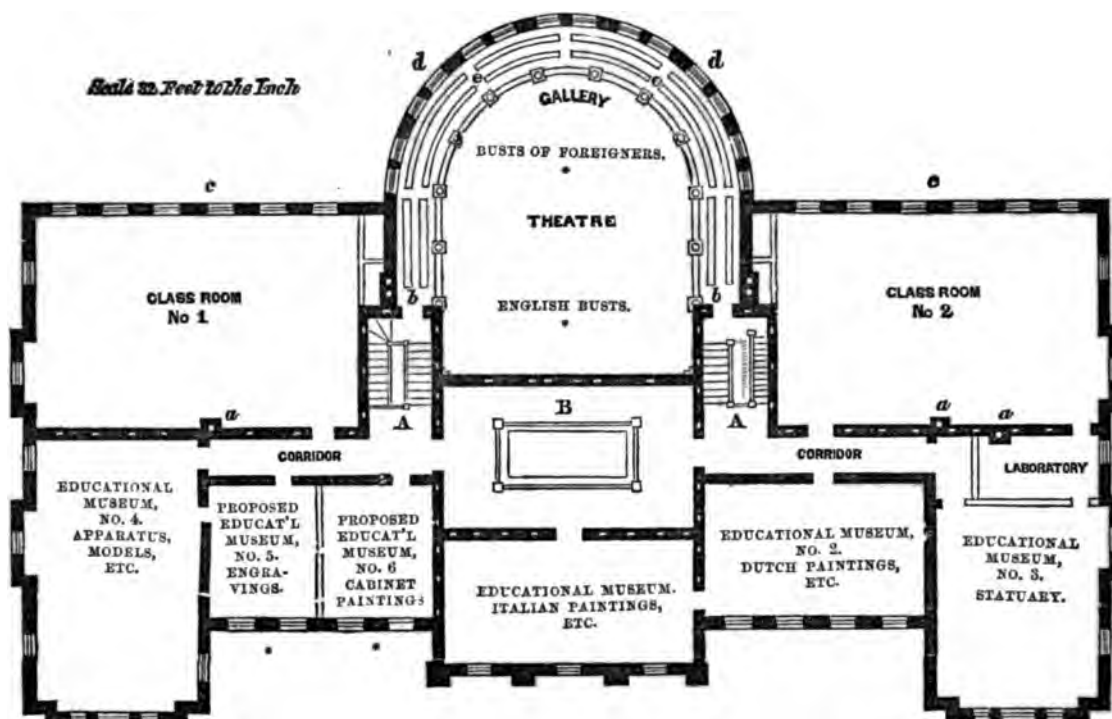 Scale 32 Feet to the Inch
d
d
e
e
GALLERY
BUSTS OF FOREIGNERS.
THEATRE
ENGLISH BUSTS.
b
b
c
CLASS ROOM
No 1
c
CLASS ROOM
No 2
a
a
a
A
B
A
CORRIDOR
CORRIDOR
LABORATORY
EDUCATIONAL
MUSEUM,
NO. 4.
APPARATUS,
MODELS,
ETC.
PROPOSED
EDUCAT'L
MUSEUM,
NO. 5.
ENGRA-
VINGS.
PROPOSED
EDUCAT'L
MUSEUM,
NO. 6
CABINET
PAINTINGS
EDUCATIONAL MUSEUM.
ITALIAN PAINTINGS,
ETC.
EDUCATIONAL MUSEUM,
NO. 2.
DUTCH PAINTINGS,
ETC.
EDUCATIONAL
MUSEUM,
NO. 3.
STATUARY.